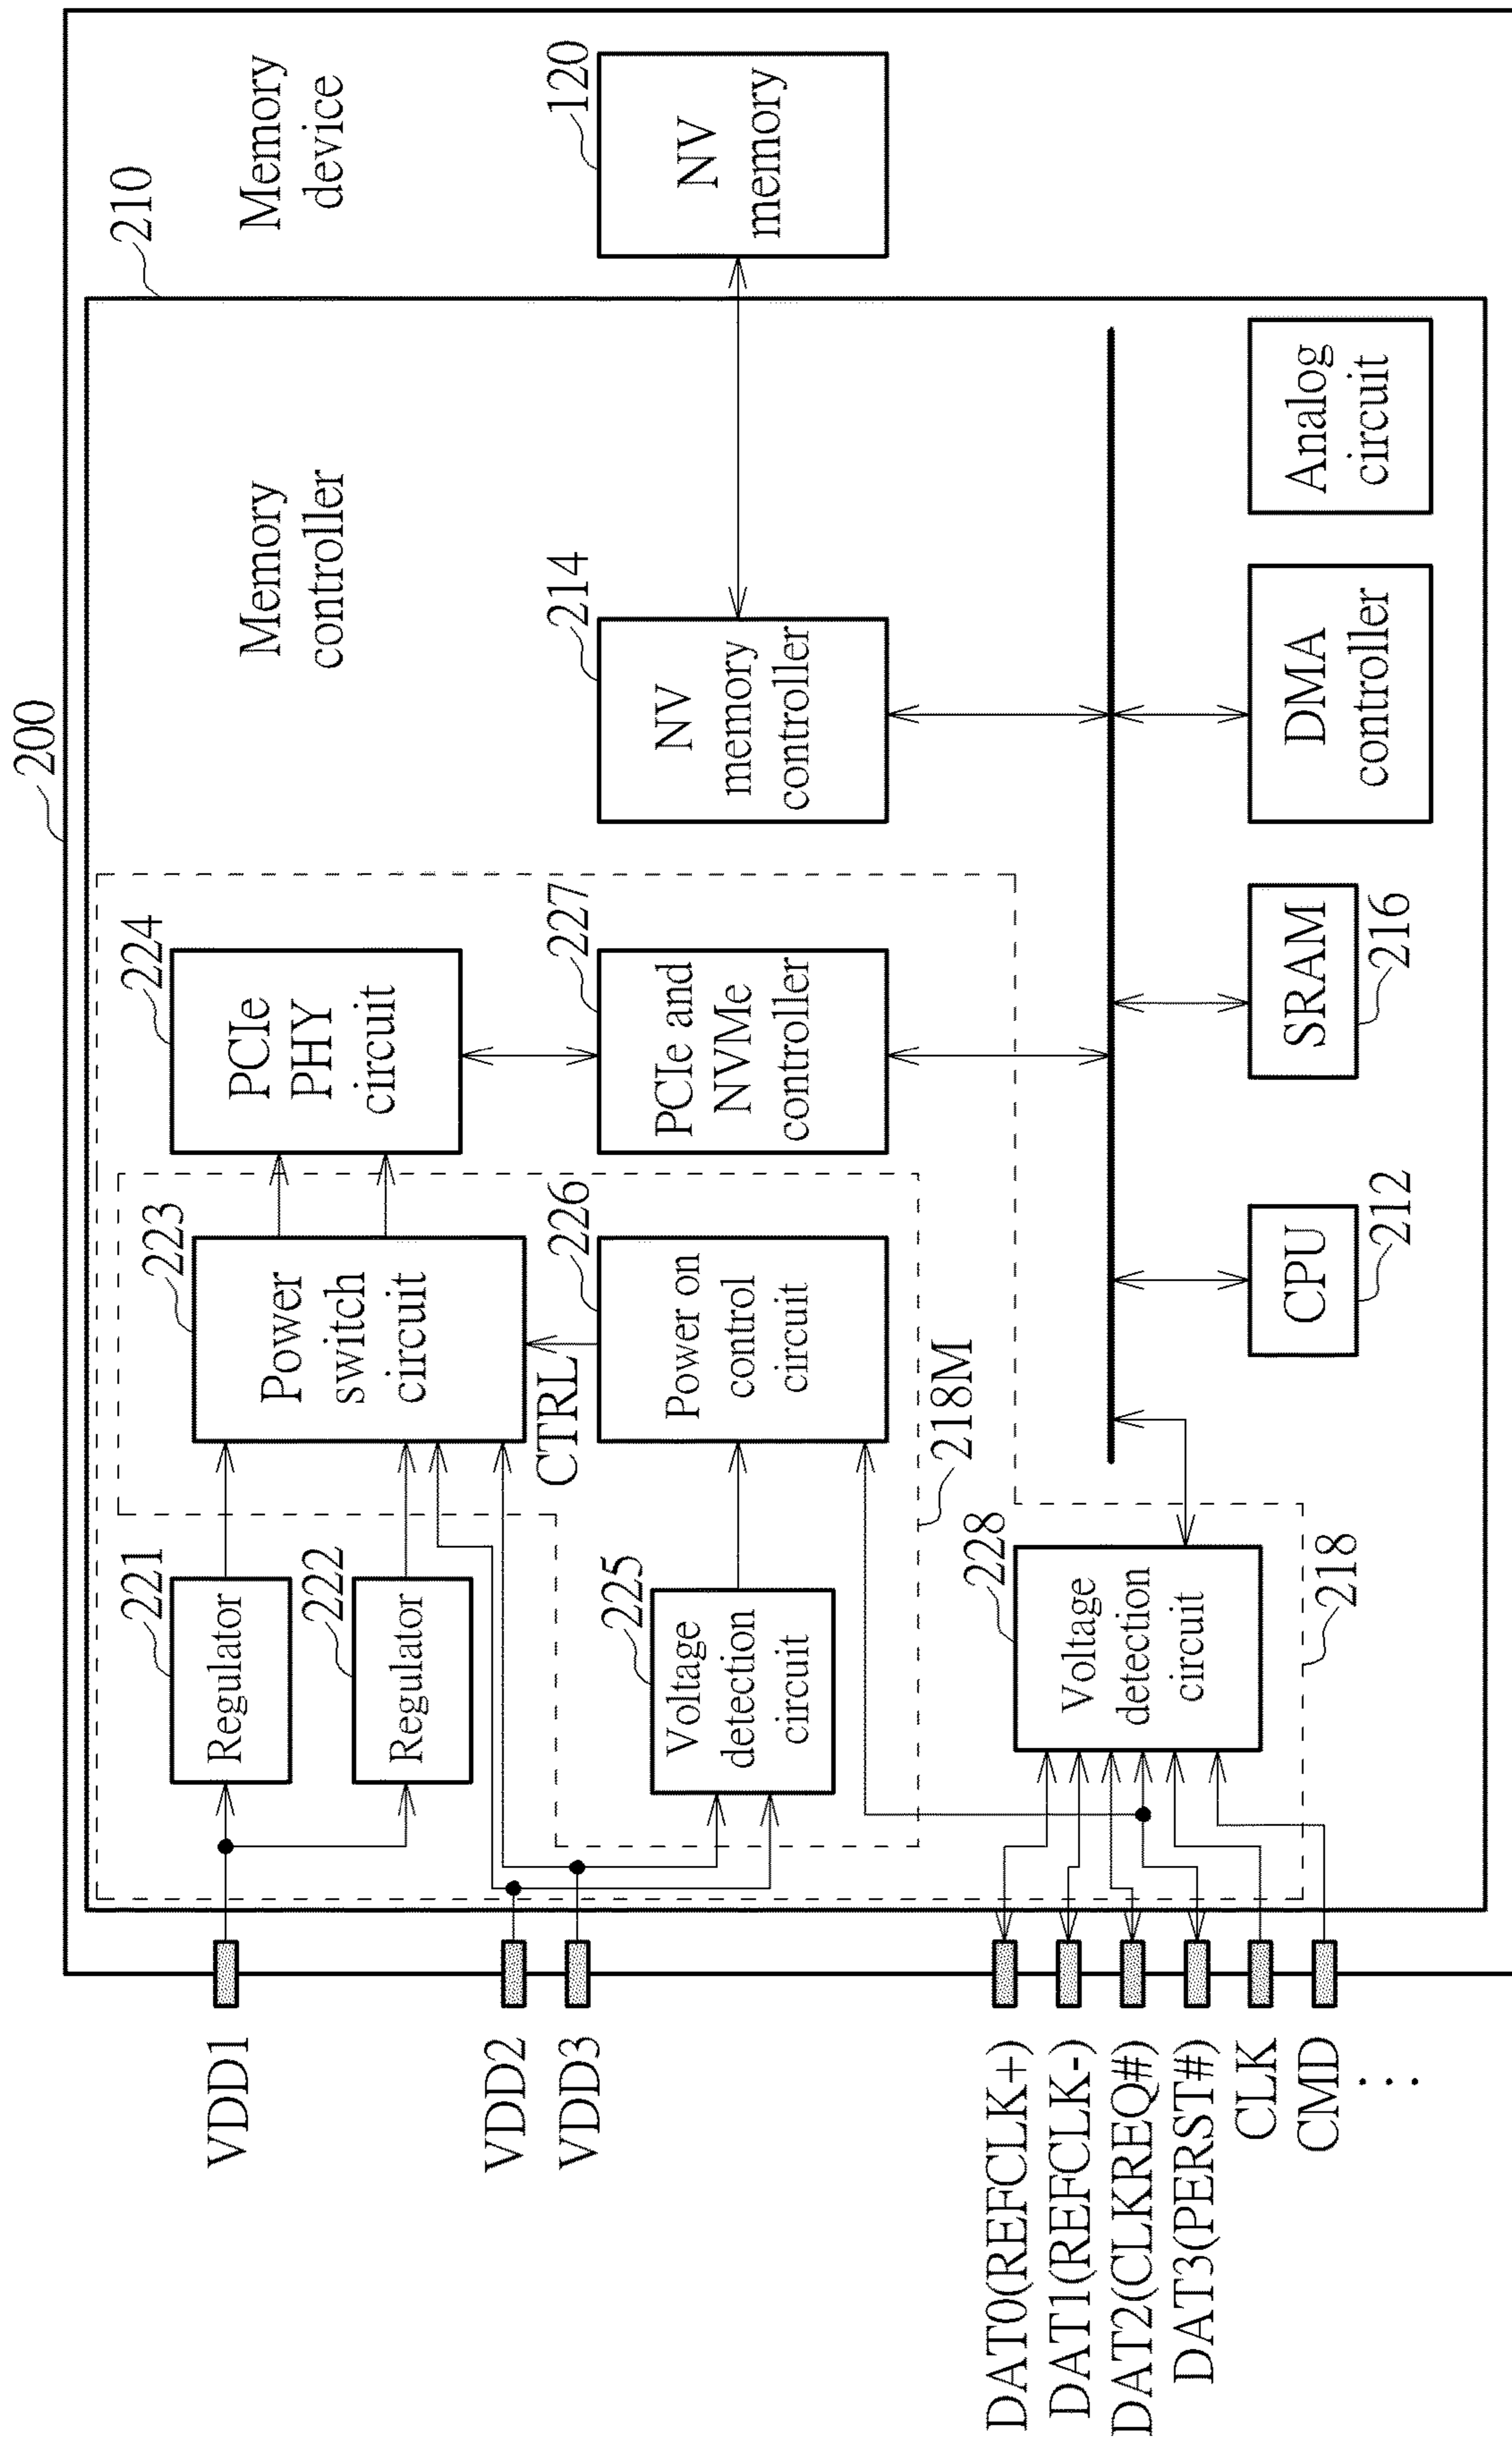 200
210
Memory
device
Memory
controller
NV
memory
120
VDD1
VDD2
VDD3
Regulator
221
Regulator
222
Power
switch
circuit
223
PCIe
PHY
circuit
224
CTRL
Voltage
detection
circuit
225
Power on
control
circuit
226
PCIe and
NVMe
controller
227
NV
memory
controller
214
218M
DAT0(REFCLK+)
DAT1(REFCLK-)
DAT2(CLKREQ#)
DAT3(PERST#)
CLK
CMD
...
Voltage
detection
circuit
228
218
CPU
212
SRAM
216
DMA
controller
Analog
circuit